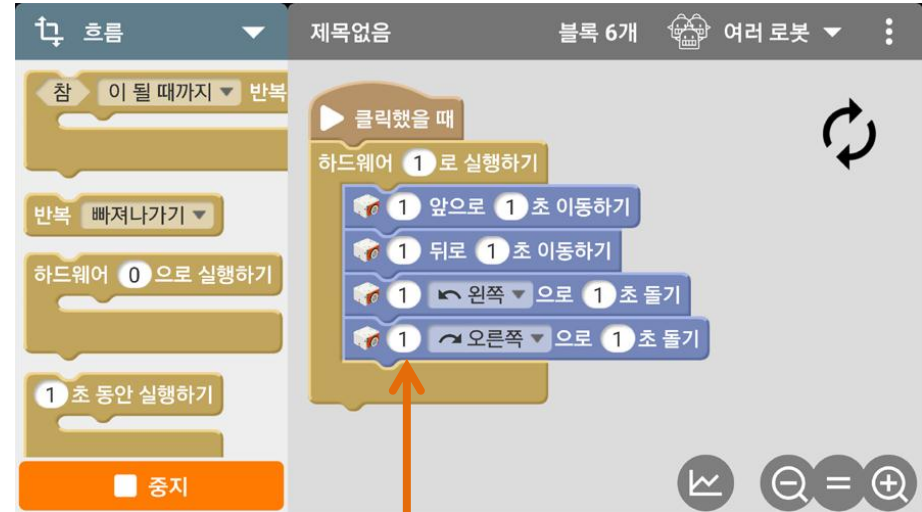 흐름
제목없음 블록 6개 여러 로봇
참 이 될 때까지 반복
반복 빠져나가기
하드웨어 0 으로 실행하기
1 초 동안 실행하기
중지
클릭했을 때
하드웨어 1 로 실행하기
1 앞으로 1 초 이동하기
1 뒤로 1 초 이동하기
1 왼쪽 으로 1 초 돌기
1 오른쪽 으로 1 초 돌기